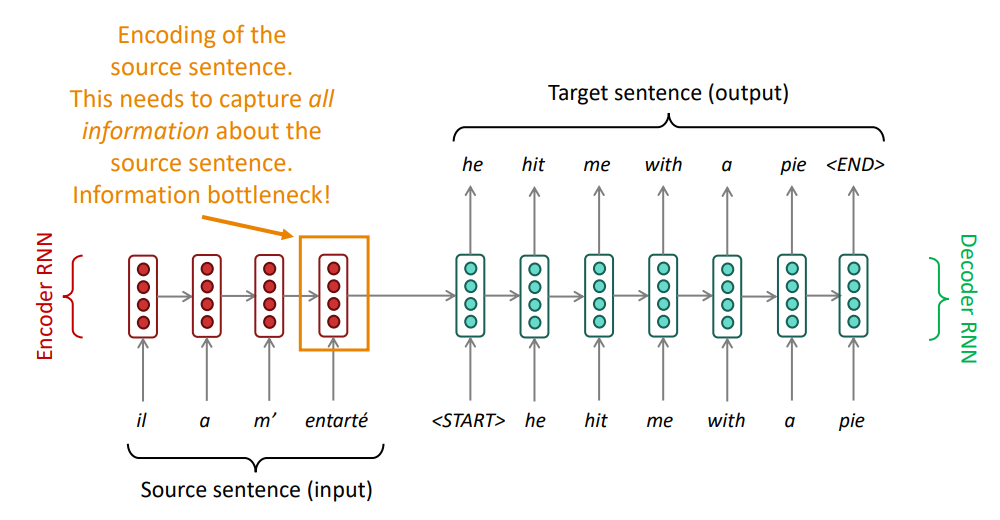 Encoding of the
source sentence.
This needs to capture all
information about the
source sentence.
Information bottleneck!
Target sentence (output)
he hit me with a pie <END>
Encoder RNN
Decoder RNN
il a m’ entarté
<START> he hit me with a pie
Source sentence (input)